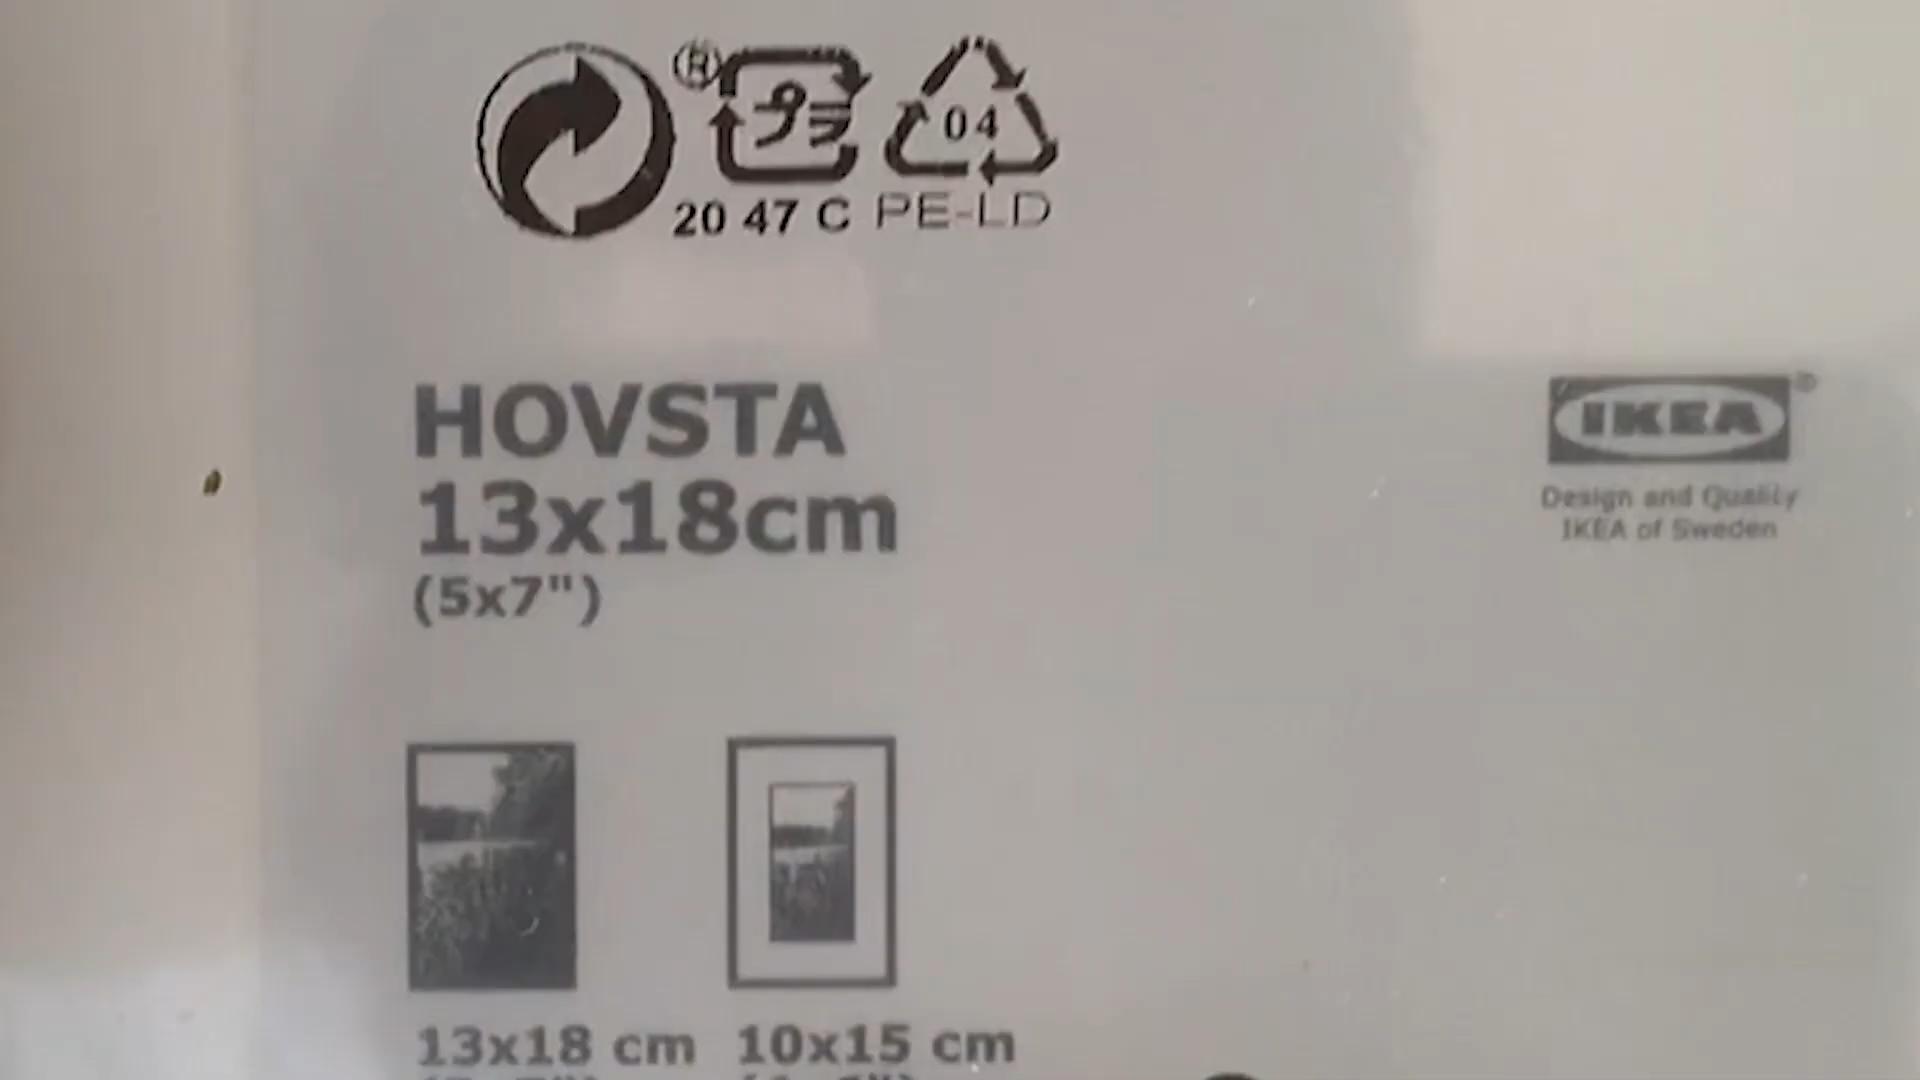 ® プラ 04
20 47 C PE-LD
HOVSTA
13x18cm
(5x7")
IKEA®
Design and Quality
IKEA of Sweden
13x18 cm 10x15 cm